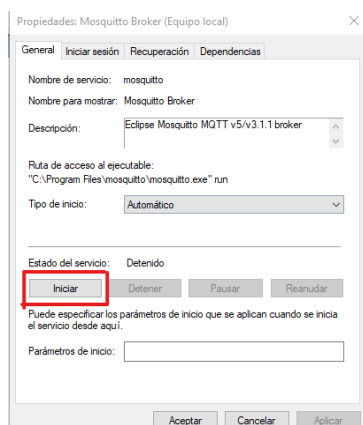 Propiedades: Mosquitto Broker (Equipo local)
General Iniciar sesión Recuperación Dependencias
Nombre de servicio: mosquitto
Nombre para mostrar: Mosquitto Broker
Descripción: Eclipse Mosquitto MQTT v5/v3.1.1 broker
Ruta de acceso al ejecutable:
"C:\Program Files\mosquitto\mosquitto.exe" run
Tipo de inicio: Automático
Estado del servicio: Detenido
Iniciar Detener Pausar Reanudar
Puede especificar los parámetros de inicio que se aplican cuando se inicia
el servicio desde aquí.
Parámetros de inicio:
Aceptar Cancelar Aplicar